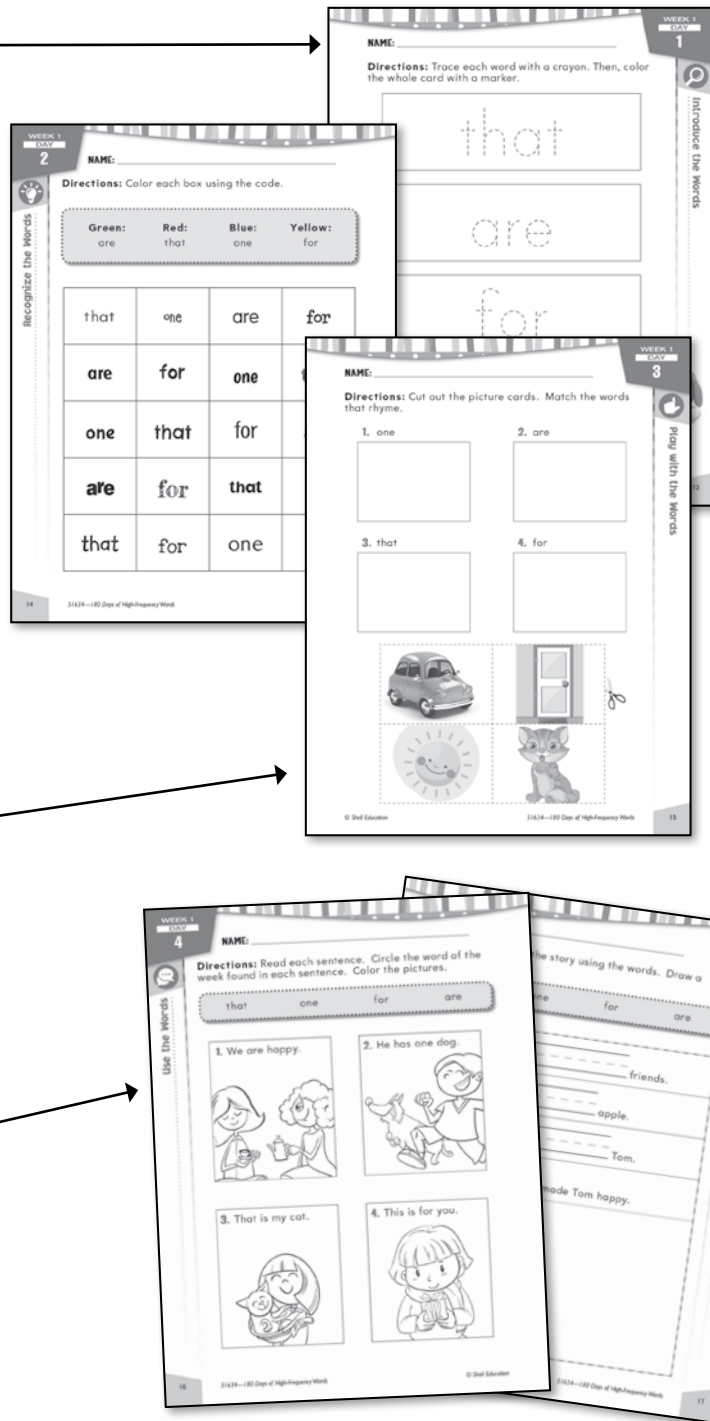 WEEK 1
DAY
1
NAME:
Directions: Trace each word with a crayon. Then, color
the whole card with a marker.
that
are
for
Introduce the Words
13
WEEK 1
DAY
2
NAME:
Directions: Color each box using the code.
Green: Red: Blue: Yellow:
are that one for
that one are for
are for one
one that for
are for that
that for one
Recognize the Words
14 51634—180 Days of High-Frequency Words
WEEK 1
DAY
3
NAME:
Directions: Cut out the picture cards. Match the words
that rhyme.
1. one 2. are
3. that 4. for
Play with the Words
© Shell Education 51634—180 Days of High-Frequency Words 15
WEEK 1
DAY
4
NAME:
Directions: Read each sentence. Circle the word of the
week found in each sentence. Color the pictures.
that one for are
1. We are happy. 2. He has one dog.
3. That is my cat. 4. This is for you.
Use the Words
16 51634—180 Days of High-Frequency Words © Shell Education
the story using the words. Draw a
for are
friends.
apple.
Tom.
made Tom happy.
51634—180 Days of High-Frequency Words 17